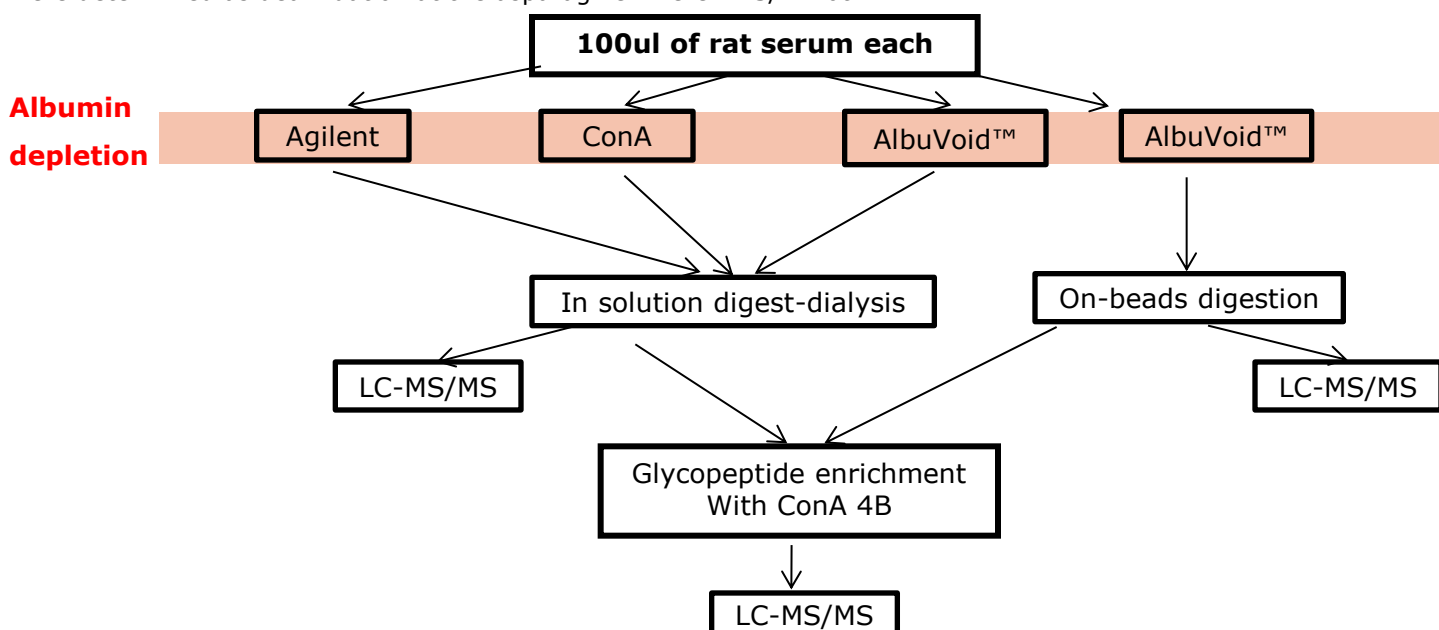 100ul of rat serum each
Albumin
depletion
Agilent
ConA
AlbuVoid™
AlbuVoid™
In solution digest-dialysis
On-beads digestion
LC-MS/MS
LC-MS/MS
Glycopeptide enrichment
With ConA 4B
LC-MS/MS